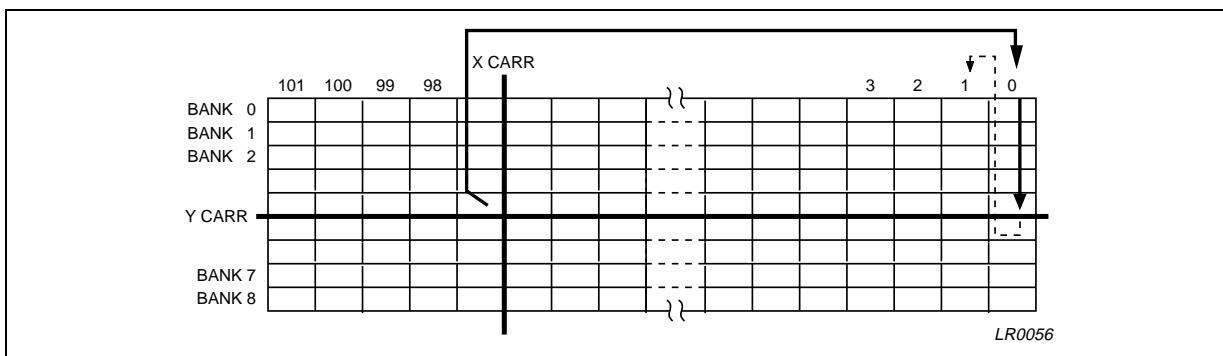 X CARR
101 100 99 98 3 2 1 0
BANK 0
BANK 1
BANK 2
Y CARR
BANK 7
BANK 8
LR0056